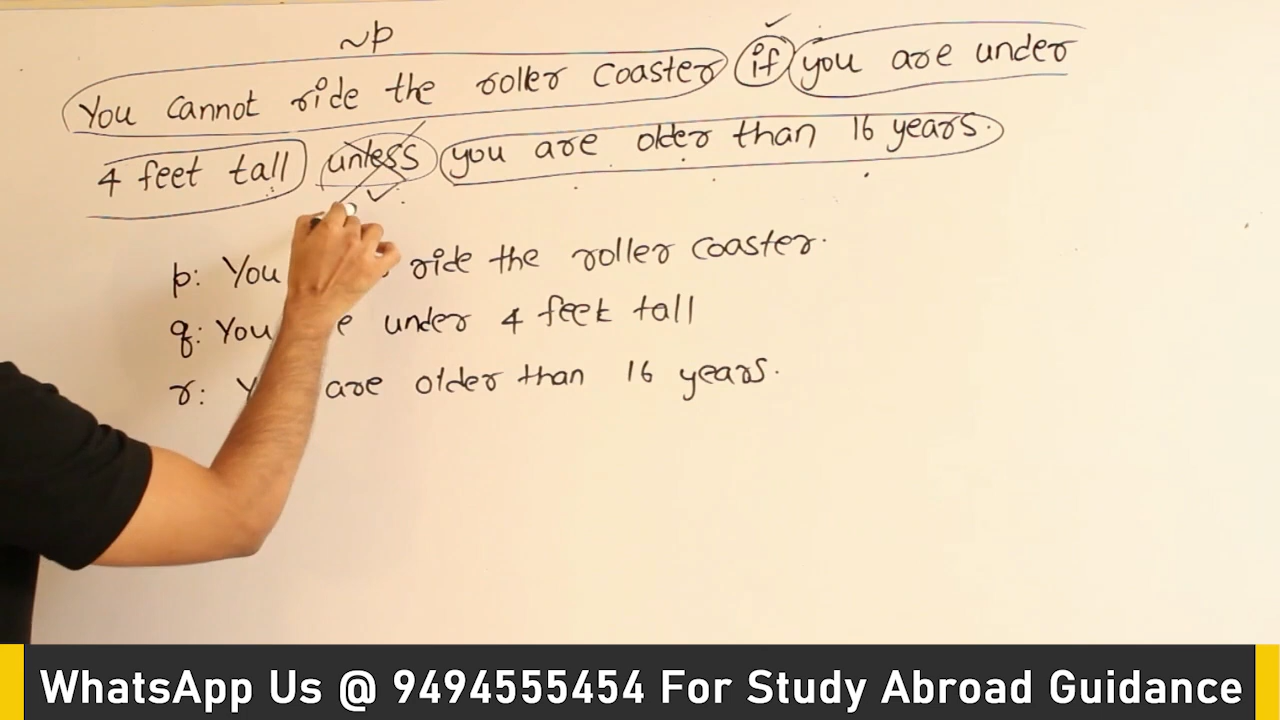 ~p
You cannot ride the roller coaster if you are under
4 feet tall unless you are older than 16 years.
p: You ride the roller coaster.
q: You under 4 feet tall
r: are older than 16 years.
WhatsApp Us @ 9494555454 For Study Abroad Guidance